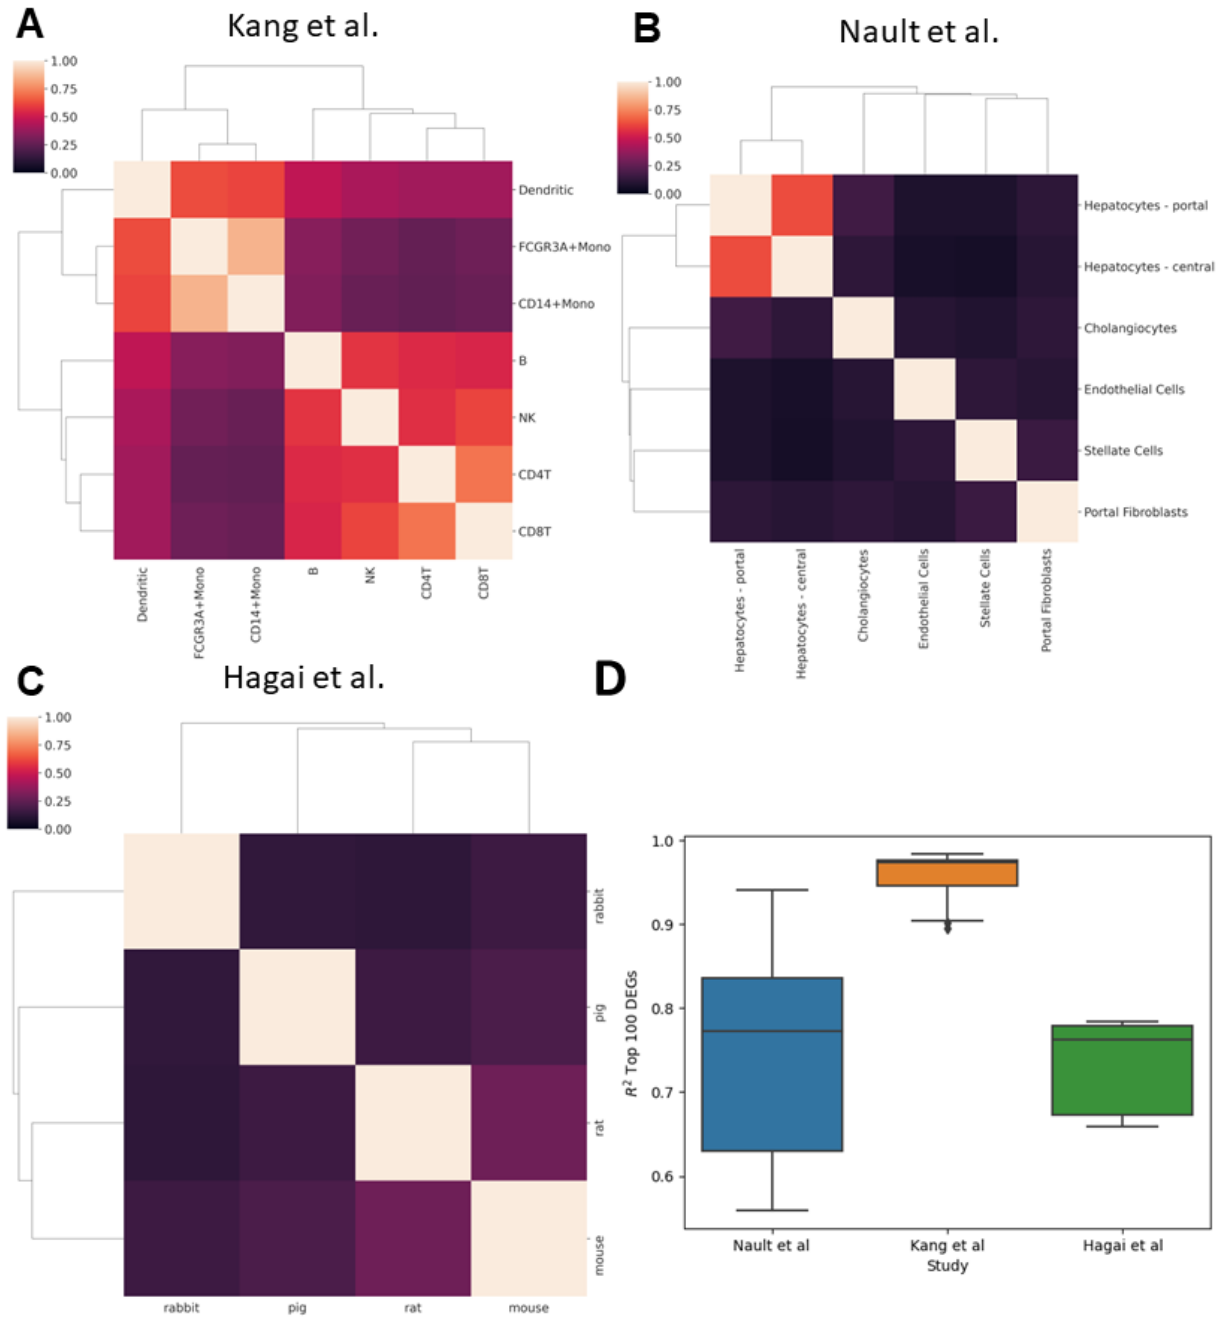 A
Kang et al.
1.00
0.75
0.50
0.25
0.00
Dendritic
FCGR3A+Mono
CD14+Mono
B
NK
CD4T
CD8T
Dendritic
FCGR3A+Mono
CD14+Mono
B
NK
CD4T
CD8T
B
Nault et al.
1.00
0.75
0.50
0.25
0.00
Hepatocytes - portal
Hepatocytes - central
Cholangiocytes
Endothelial Cells
Stellate Cells
Portal Fibroblasts
Hepatocytes - portal
Hepatocytes - central
Cholangiocytes
Endothelial Cells
Stellate Cells
Portal Fibroblasts
C
Hagai et al.
1.00
0.75
0.50
0.25
0.00
rabbit
pig
rat
mouse
rabbit
pig
rat
mouse
D
1.0
0.9
0.8
0.7
0.6
R² Top 100 DEGs
Nault et al
Kang et al
Hagai et al
Study